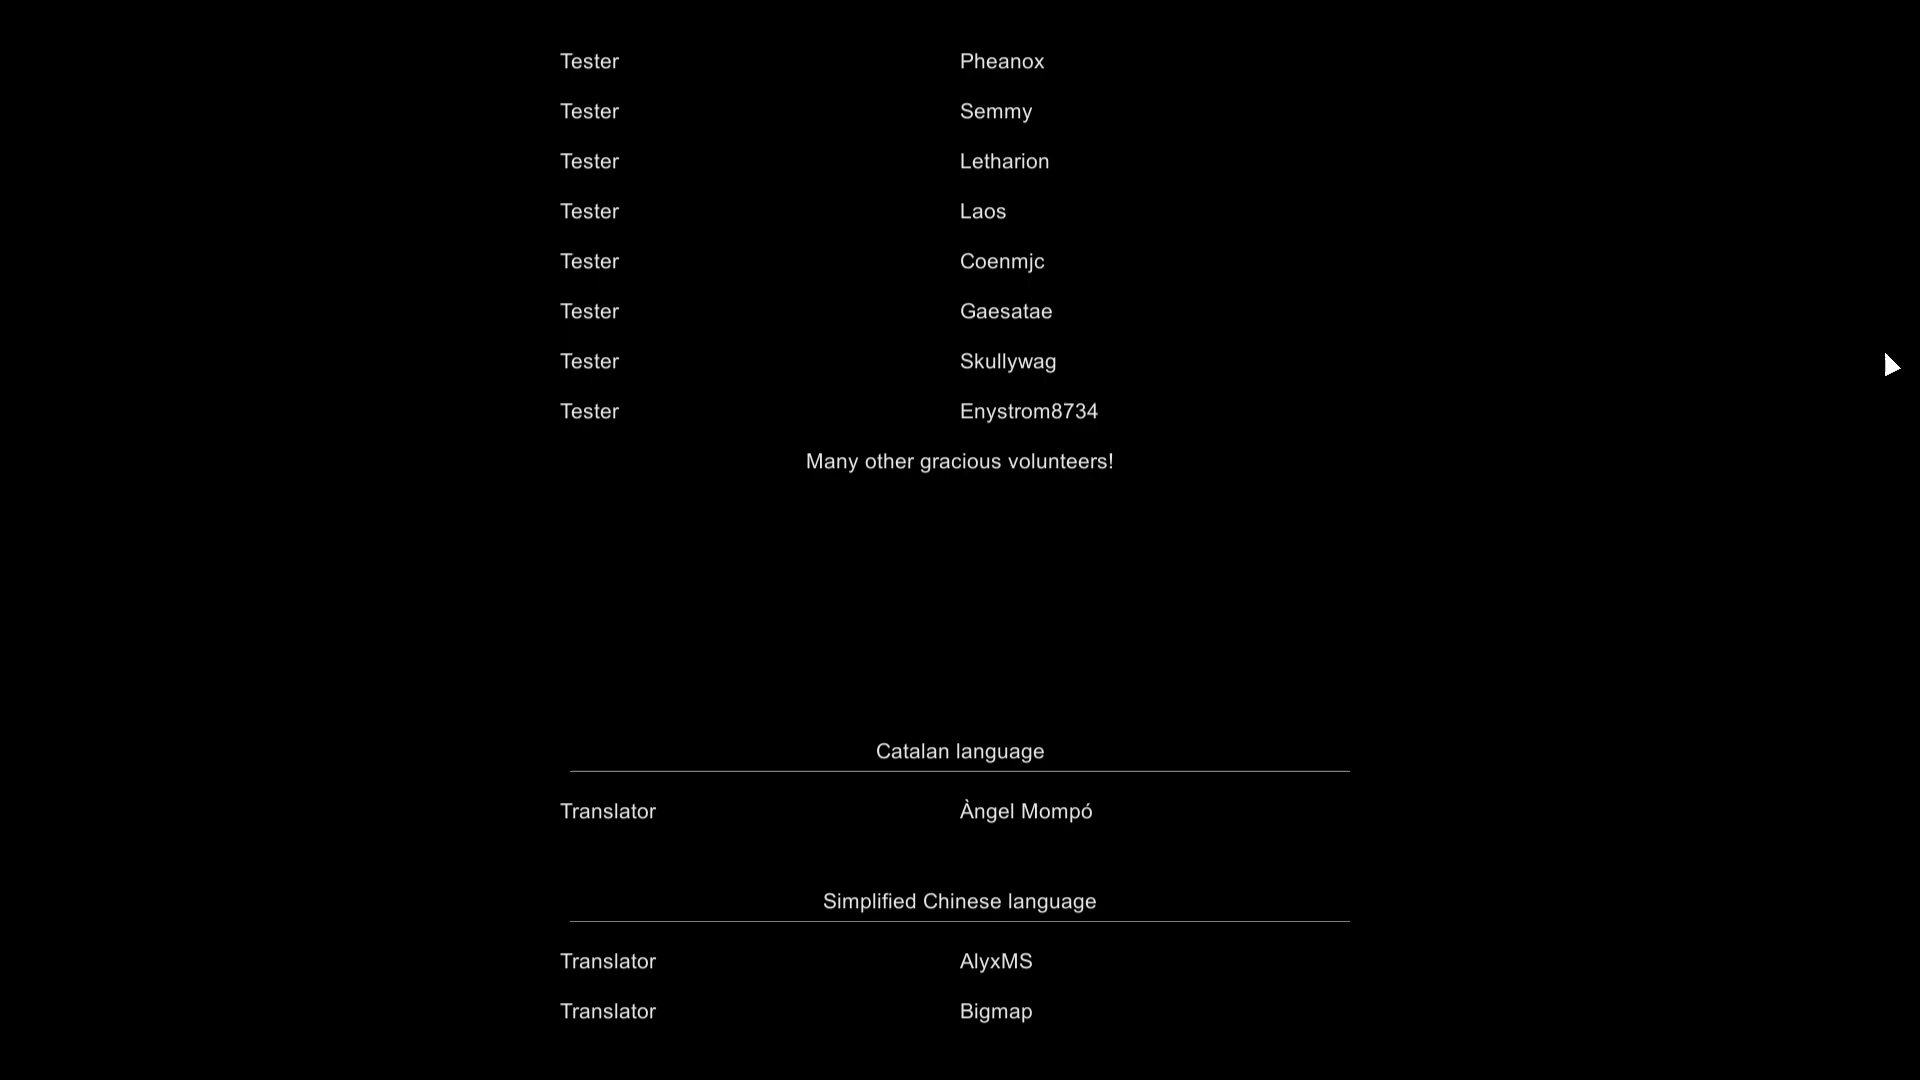 Tester Pheanox
Tester Semmy
Tester Letharion
Tester Laos
Tester Coenmjc
Tester Gaesatae
Tester Skullywag
Tester Enystrom8734
Many other gracious volunteers!
Catalan language
Translator Àngel Mompó
Simplified Chinese language
Translator AlyxMS
Translator Bigmap